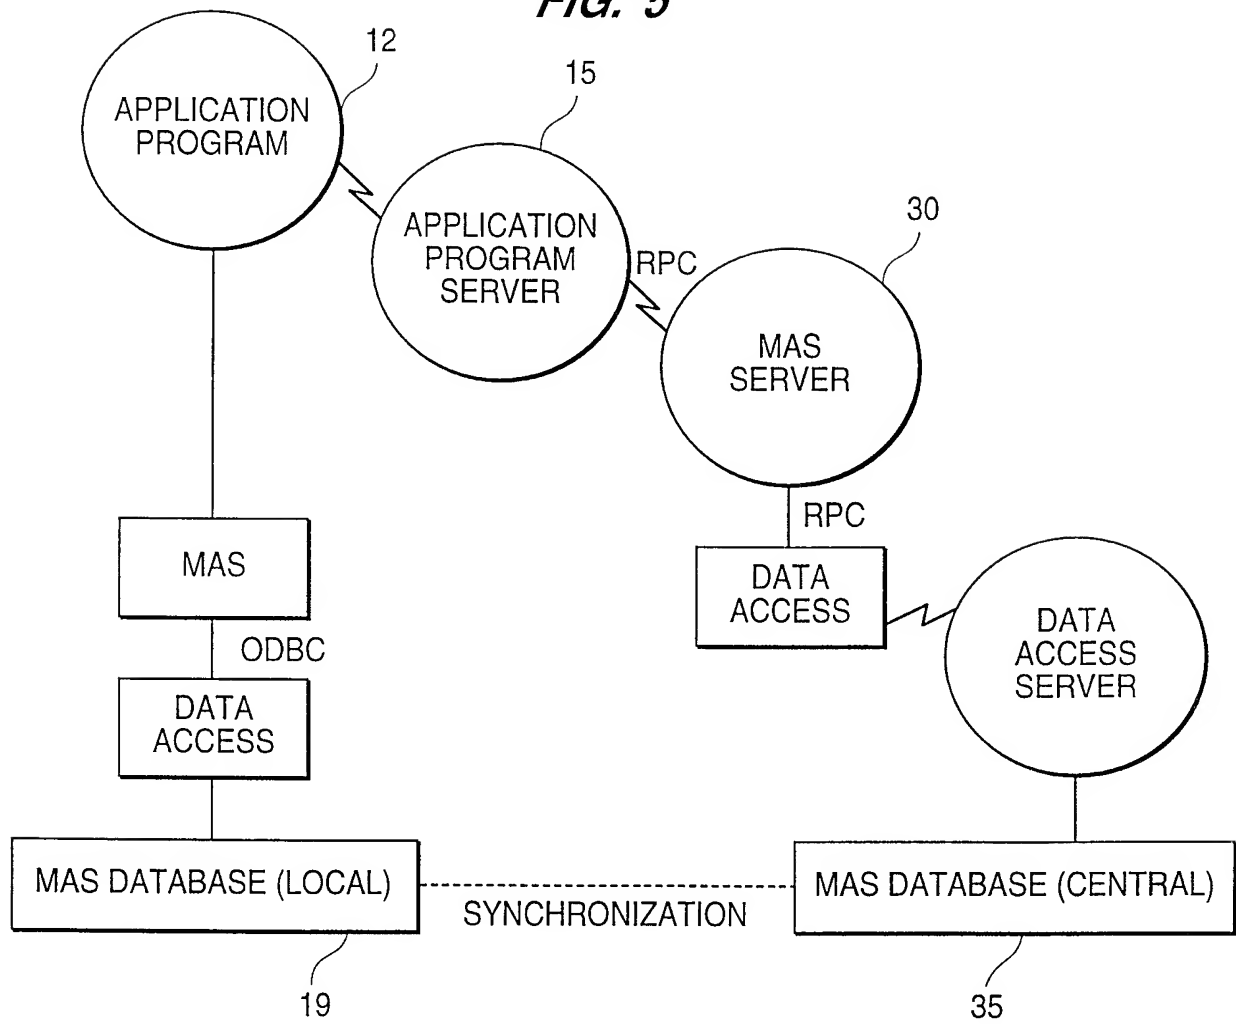 FIG. 5
12
15
APPLICATION
PROGRAM
30
APPLICATION
PROGRAM
SERVER
RPC
MAS
SERVER
RPC
MAS
DATA
ACCESS
DATA
ACCESS
SERVER
ODBC
DATA
ACCESS
MAS DATABASE (LOCAL)
MAS DATABASE (CENTRAL)
SYNCHRONIZATION
19
35